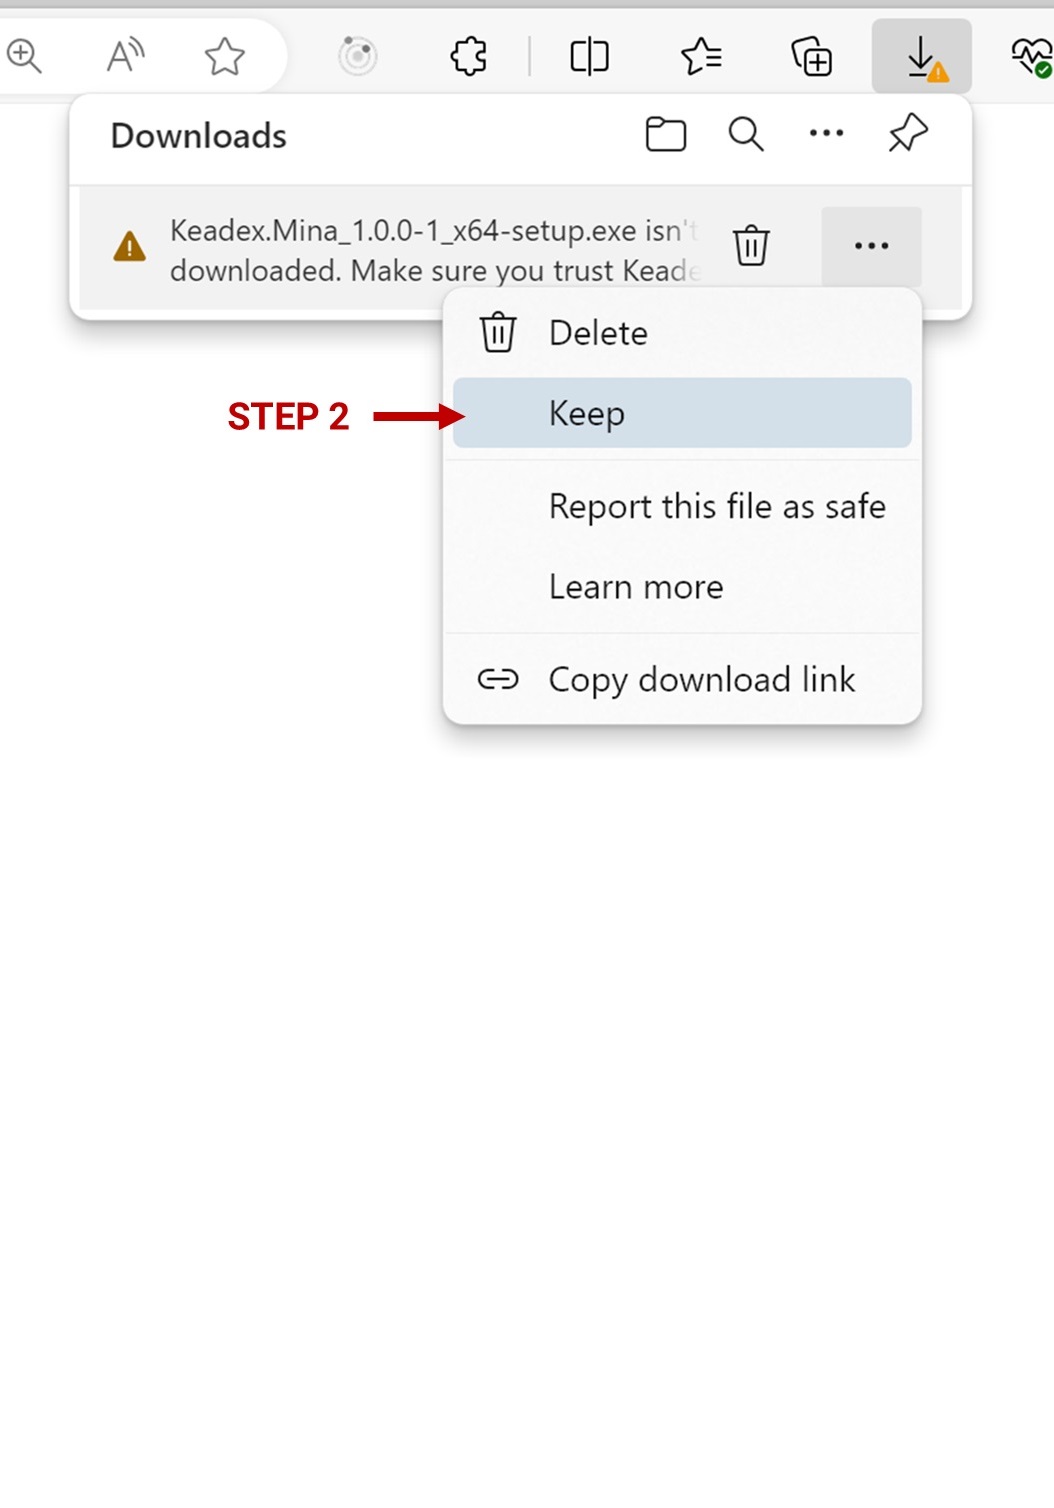 Downloads
Keadex.Mina_1.0.0-1_x64-setup.exe isn't
downloaded. Make sure you trust Keade
Delete
STEP 2
Keep
Report this file as safe
Learn more
Copy download link